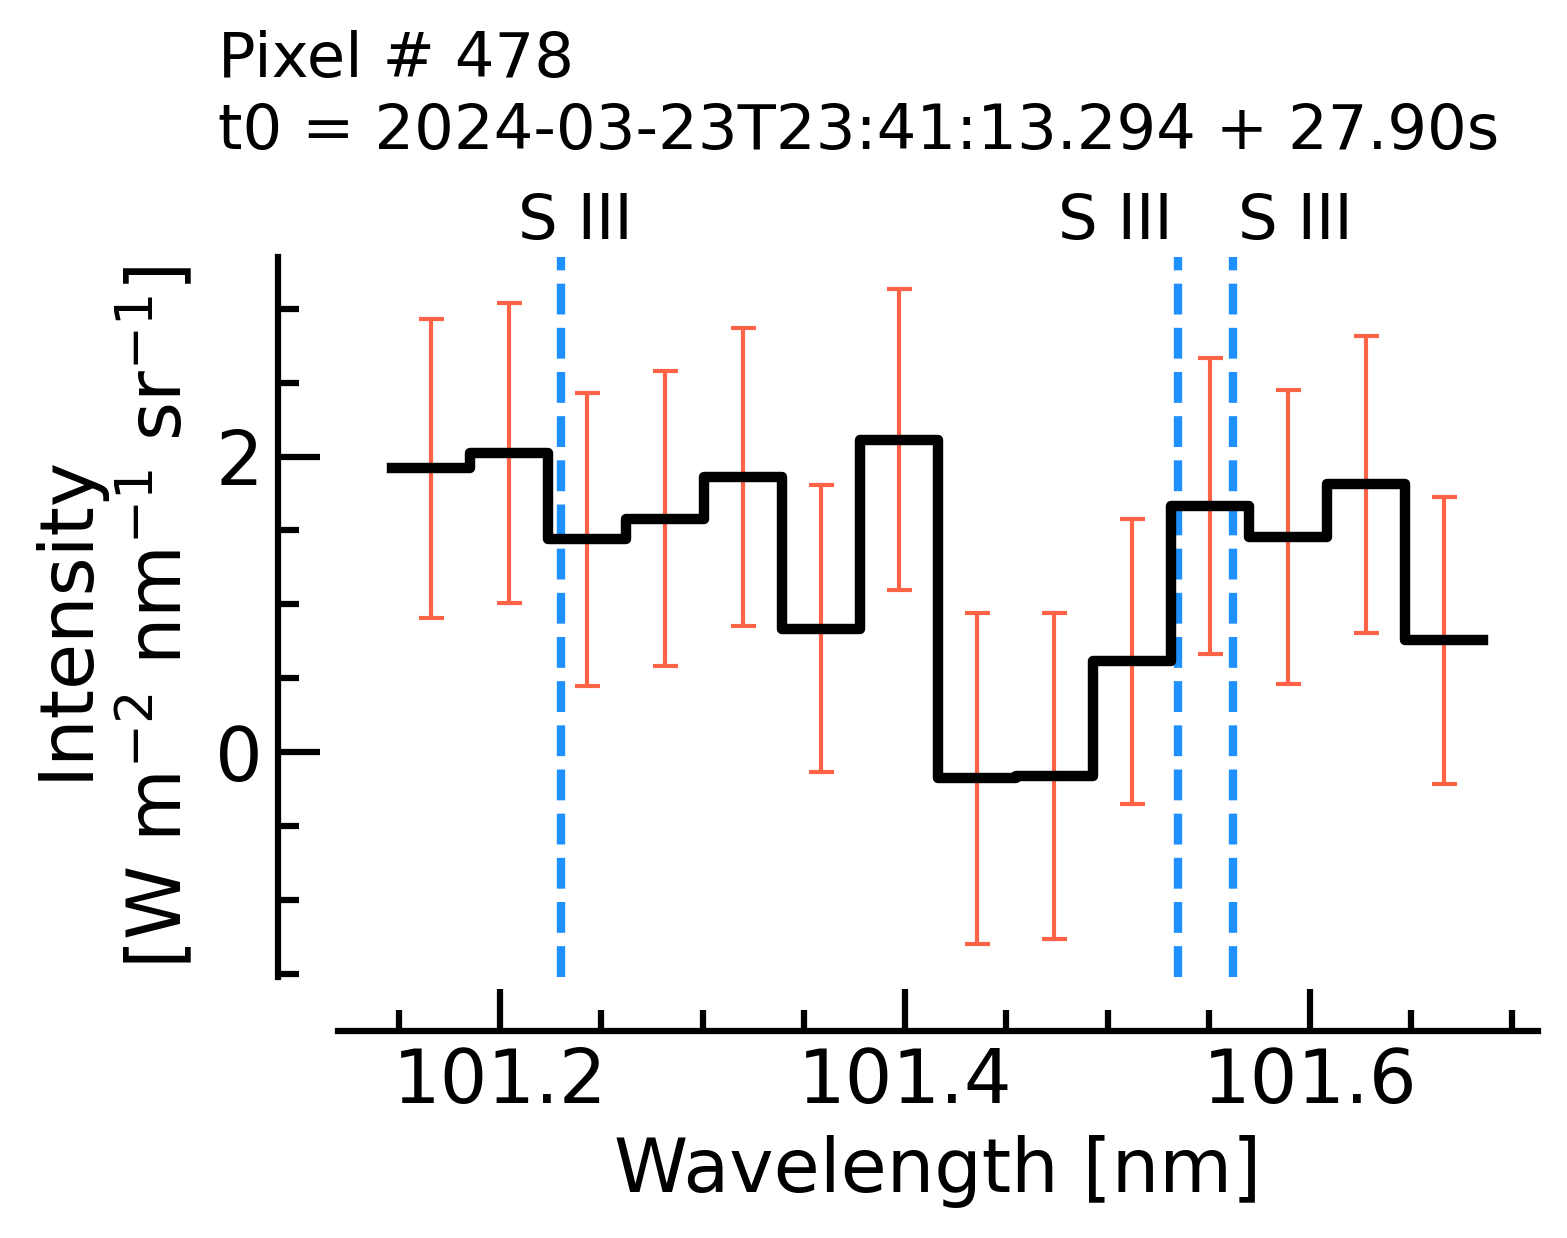 Pixel # 478
t0 = 2024-03-23T23:41:13.294 + 27.90s
S III S III S III
Intensity
[W m⁻² nm⁻¹ sr⁻¹]
2
0
101.2 101.4 101.6
Wavelength [nm]